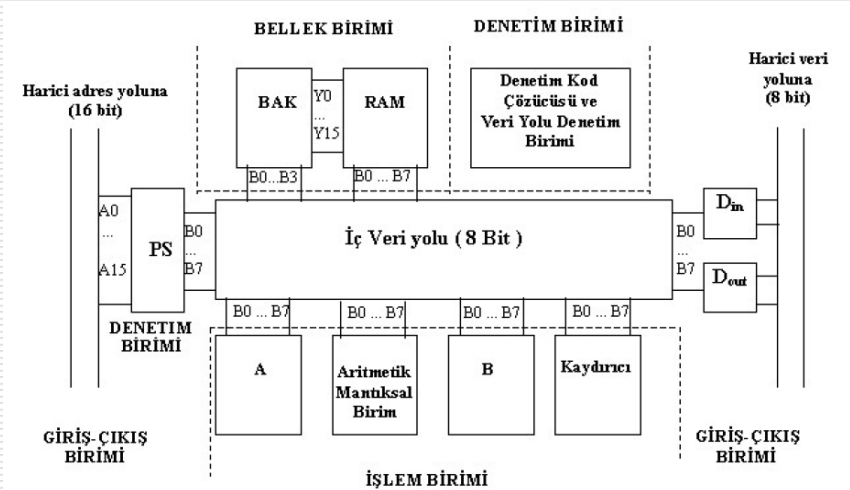 BELLEK BİRİMİ
DENETİM BİRİMİ
Harici adres yoluna
(16 bit)
Harici veri
yoluna
(8 bit)
BAK
Y0
...
Y15
RAM
Denetim Kod
Çözücüsü ve
Veri Yolu Denetim
Birimi
B0...B3
B0 ... B7
A0
...
A15
PS
B0
...
B7
İç Veri yolu ( 8 Bit )
B0
...
B7
Din
Dout
DENETIM
BİRİMİ
B0 ... B7
B0 ... B7
B0 ... B7
B0 ... B7
A
Aritmetik
Mantıksal
Birim
B
Kaydırıcı
GİRİŞ-ÇIKIŞ
BİRİMİ
GİRİŞ-ÇIKIŞ
BİRİMİ
İŞLEM BİRİMİ